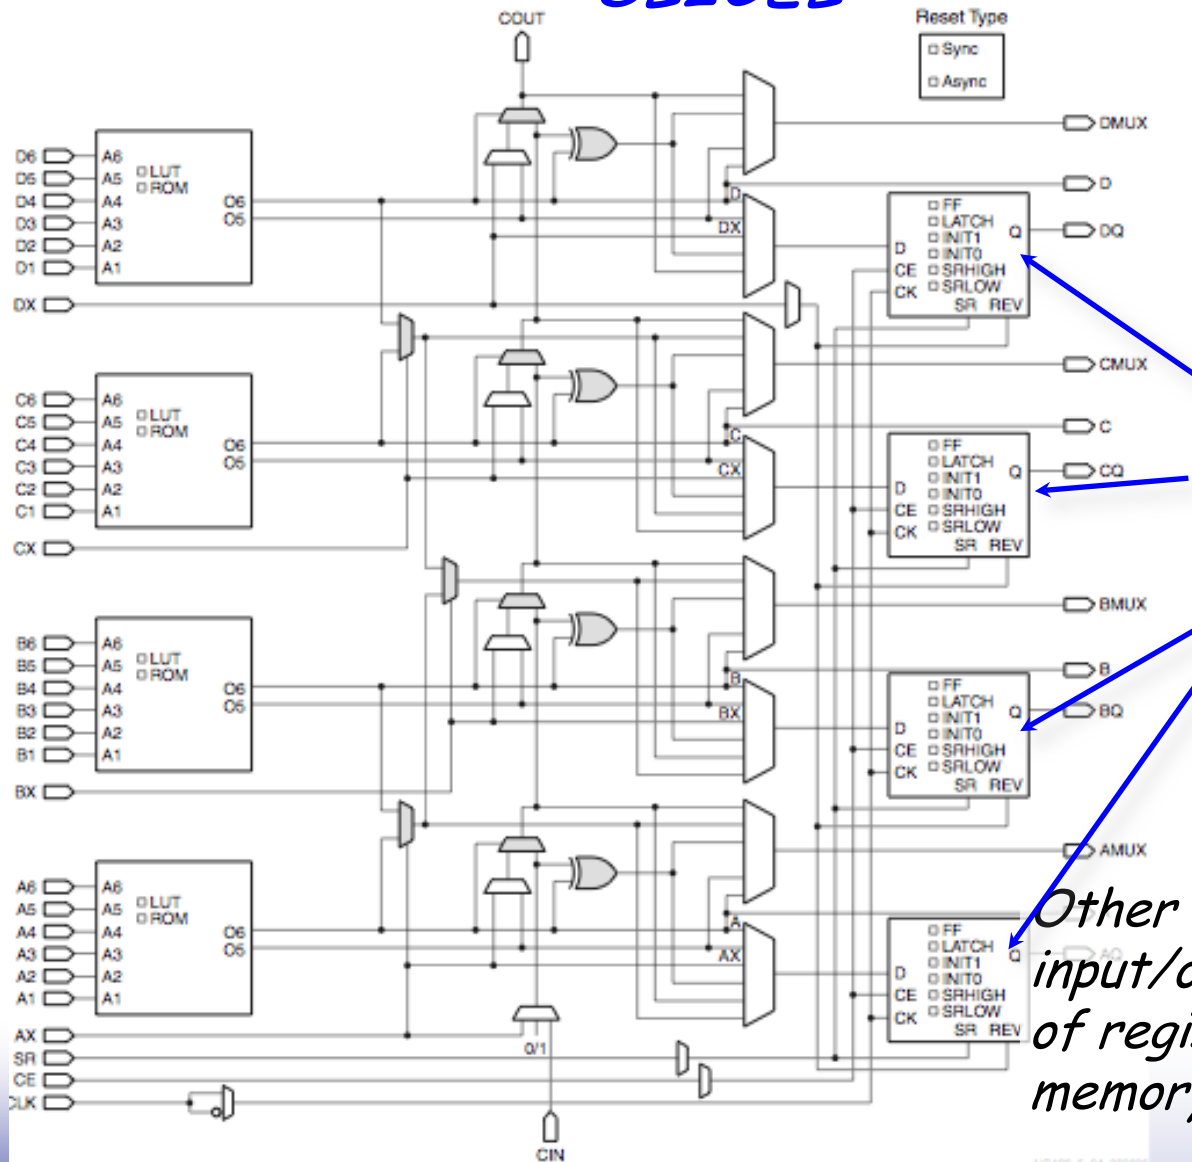 COUT
Reset Type
Sync
Async
DMUX
D
DQ
D6
D5
D4
D3
D2
D1
A6
A5
A4
A3
A2
A1
LUT
ROM
O6
O5
D
DX
FF
LATCH
INIT1
INIT0
SRHIGH
SRLOW
D
CE
CK
Q
SR REV
DX
CMUX
C
CQ
C6
C5
C4
C3
C2
C1
A6
A5
A4
A3
A2
A1
LUT
ROM
O6
O5
C
CX
FF
LATCH
INIT1
INIT0
SRHIGH
SRLOW
D
CE
CK
Q
SR REV
CX
BMUX
B
BQ
B6
B5
B4
B3
B2
B1
A6
A5
A4
A3
A2
A1
LUT
ROM
O6
O5
B
BX
FF
LATCH
INIT1
INIT0
SRHIGH
SRLOW
D
CE
CK
Q
SR REV
BX
AMUX
AQ
A6
A5
A4
A3
A2
A1
A6
A5
A4
A3
A2
A1
LUT
ROM
O6
O5
A
AX
FF
LATCH
INIT1
INIT0
SRHIGH
SRLOW
D
CE
CK
Q
SR REV
AX
SR
CE
CLK
0/1
CIN
Other
input/
of regis
memor